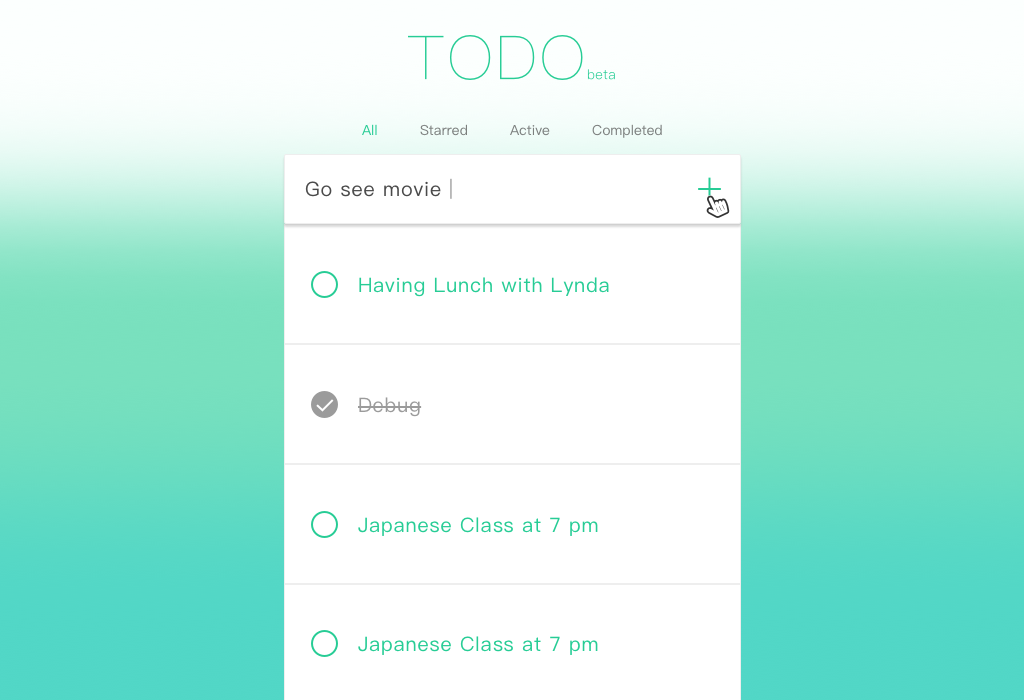 TODO beta
All Starred Active Completed
Go see movie
Having Lunch with Lynda
Debug
Japanese Class at 7 pm
Japanese Class at 7 pm